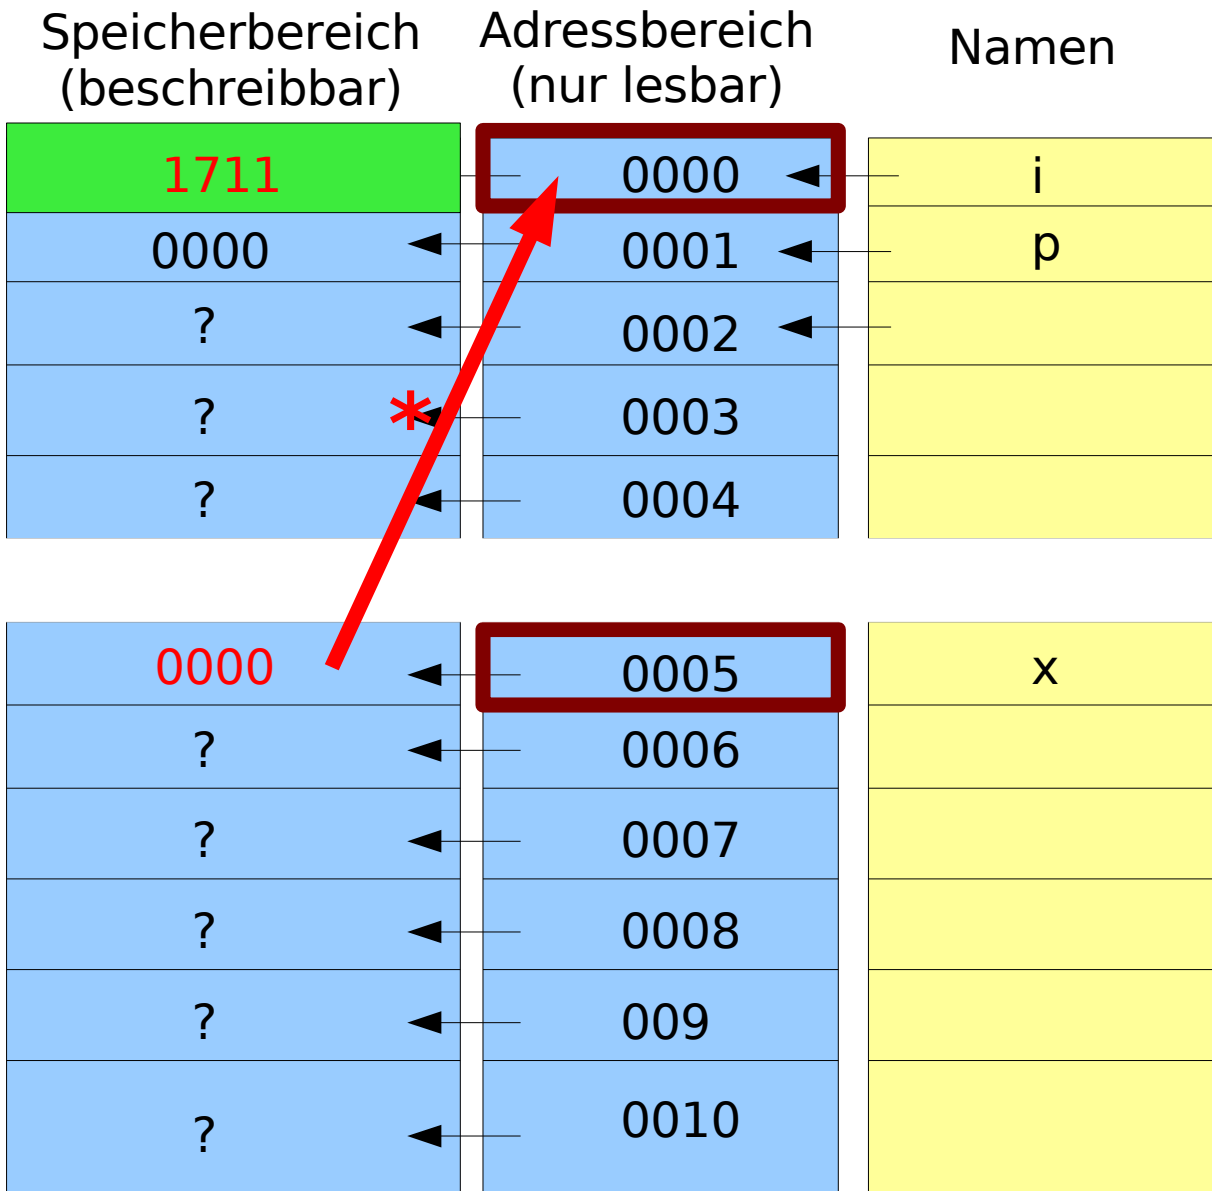 Speicherbereich
(beschreibbar)
Adressbereich
(nur lesbar)
Namen
1711 0000 i
0000 0001 p
? 0002
? * 0003
? 0004
0000 0005 x
? 0006
? 0007
? 0008
? 009
? 0010